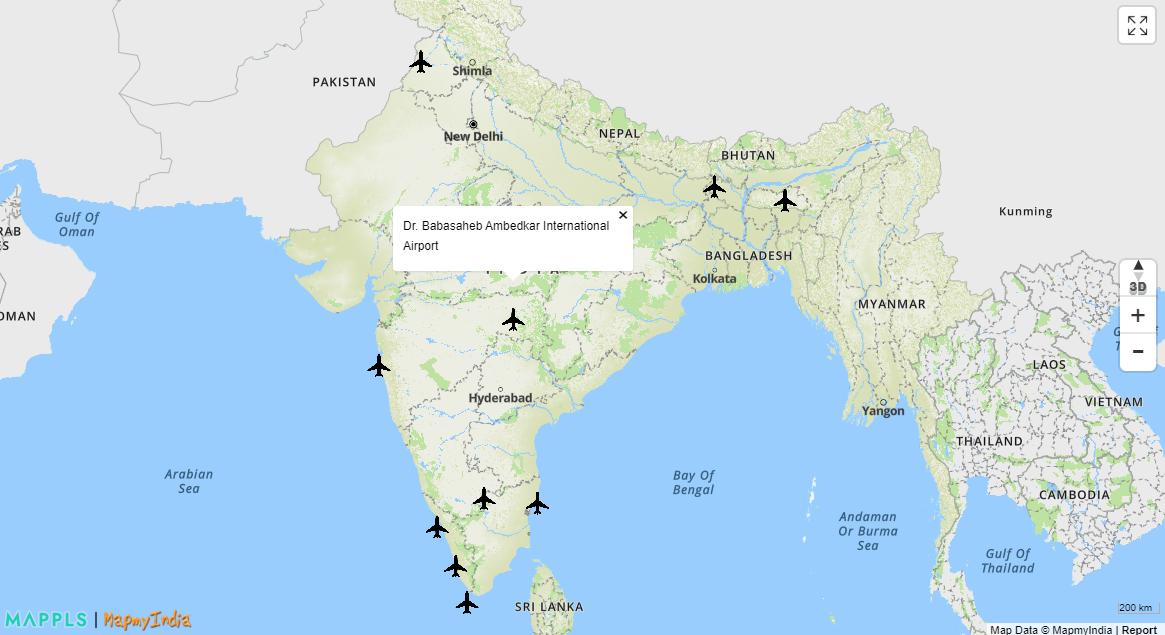 Shimla
PAKISTAN
New Delhi
NEPAL
BHUTAN
Gulf Of
Oman
Kunming
Dr. Babasaheb Ambedkar International
Airport
×
BANGLADESH
Kolkata
3D
MYANMAR
OMAN
+
−
LAOS
Hyderabad
VIETNAM
Yangon
THAILAND
Arabian
Sea
Bay Of
Bengal
CAMBODIA
Andaman
Or Burma
Sea
Gulf Of
Thailand
SRI LANKA
200 km
MAPPLS | MapmyIndia
Map Data © MapmyIndia | Report